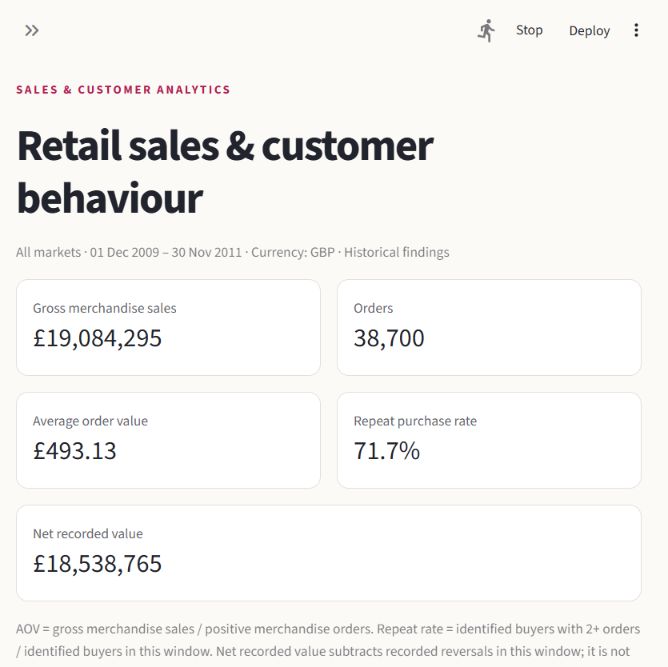 Stop Deploy
SALES & CUSTOMER ANALYTICS
Retail sales & customer
behaviour
All markets · 01 Dec 2009 – 30 Nov 2011 · Currency: GBP · Historical findings
Gross merchandise sales
£19,084,295
Orders
38,700
Average order value
£493.13
Repeat purchase rate
71.7%
Net recorded value
£18,538,765
AOV = gross merchandise sales / positive merchandise orders. Repeat rate = identified buyers with 2+ orders
/ identified buyers in this window. Net recorded value subtracts recorded reversals in this window; it is not